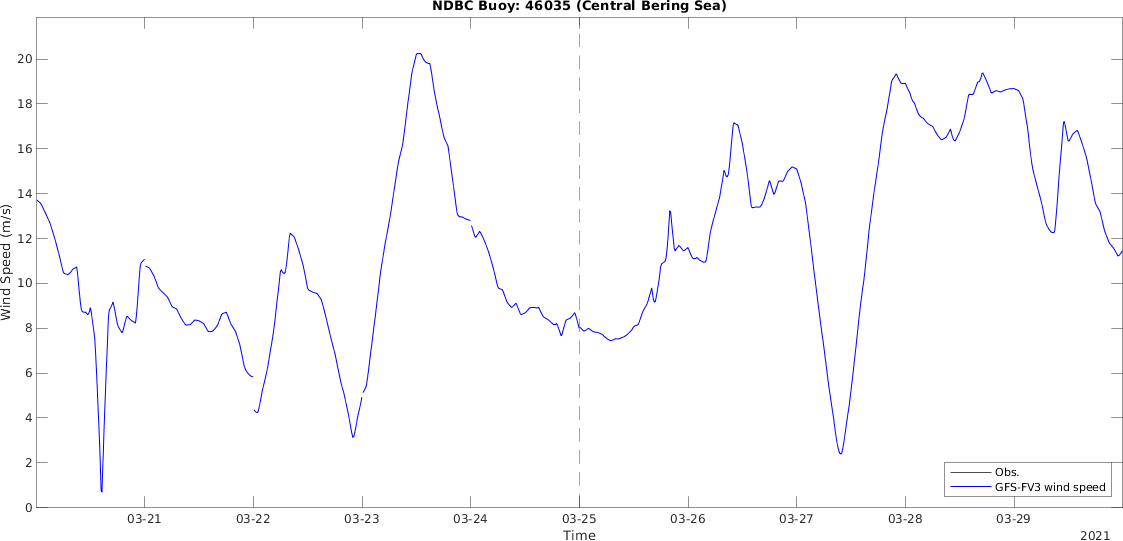 NDBC Buoy: 46035 (Central Bering Sea)
20
18
16
14
12
10
8
6
4
2
0
Wind Speed (m/s)
Obs.
GFS-FV3 wind speed
03-21 03-22 03-23 03-24 03-25 03-26 03-27 03-28 03-29
Time
2021